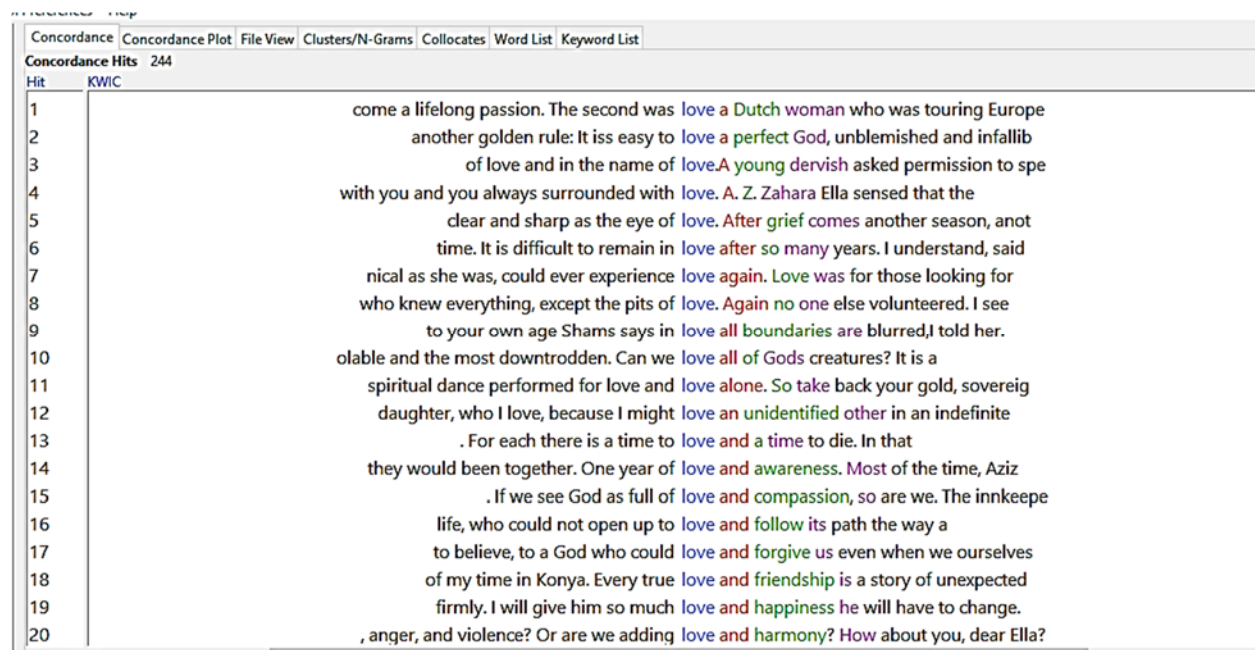 Concordance Concordance Plot File View Clusters/N-Grams Collocates Word List Keyword List
Concordance Hits 244
Hit KWIC
1 come a lifelong passion. The second was love a Dutch woman who was touring Europe
2 another golden rule: It iss easy to love a perfect God, unblemished and infallib
3 of love and in the name of love.A young dervish asked permission to spe
4 with you and you always surrounded with love. A. Z. Zahara Ella sensed that the
5 clear and sharp as the eye of love. After grief comes another season, anot
6 time. It is difficult to remain in love after so many years. I understand, said
7 nical as she was, could ever experience love again. Love was for those looking for
8 who knew everything, except the pits of love. Again no one else volunteered. I see
9 to your own age Shams says in love all boundaries are blurred,I told her.
10 olable and the most downtrodden. Can we love all of Gods creatures? It is a
11 spiritual dance performed for love and love alone. So take back your gold, sovereig
12 daughter, who I love, because I might love an unidentified other in an indefinite
13 . For each there is a time to love and a time to die. In that
14 they would been together. One year of love and awareness. Most of the time, Aziz
15 . If we see God as full of love and compassion, so are we. The innkeepe
16 life, who could not open up to love and follow its path the way a
17 to believe, to a God who could love and forgive us even when we ourselves
18 of my time in Konya. Every true love and friendship is a story of unexpected
19 firmly. I will give him so much love and happiness he will have to change.
20 , anger, and violence? Or are we adding love and harmony? How about you, dear Ella?